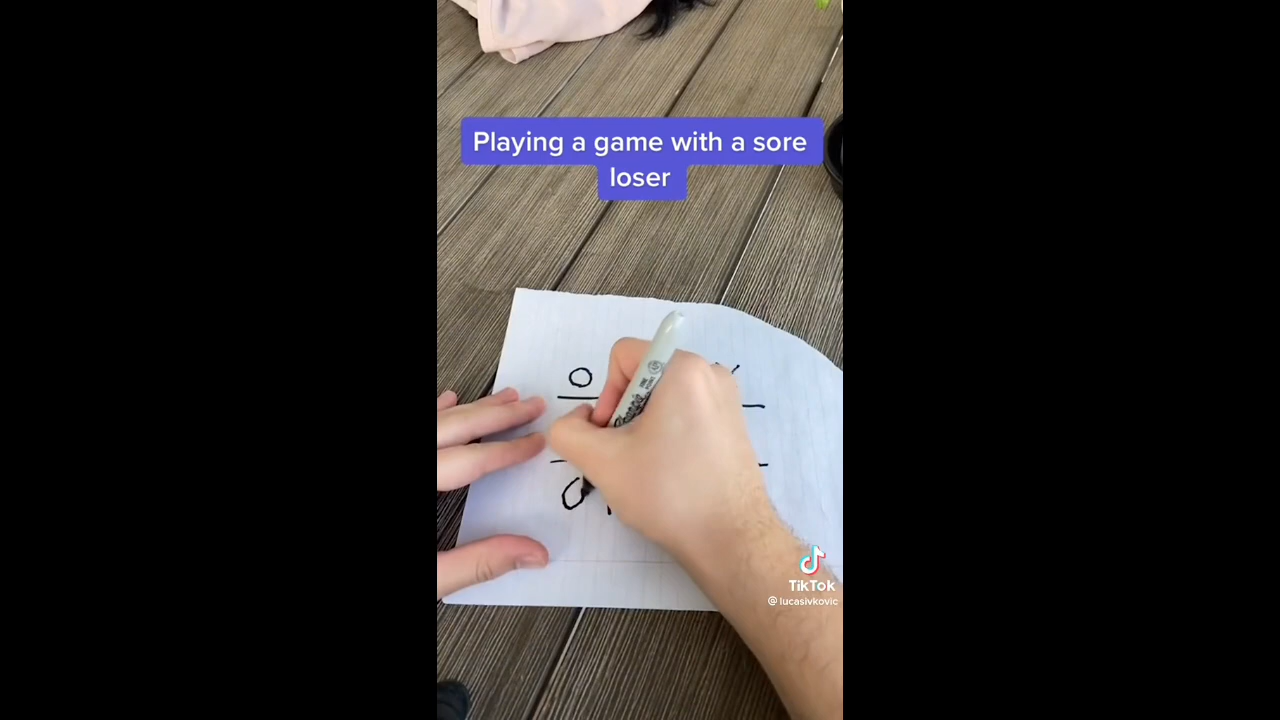 Playing a game with a sore
loser
O
O
TikTok
@lucasivkovic